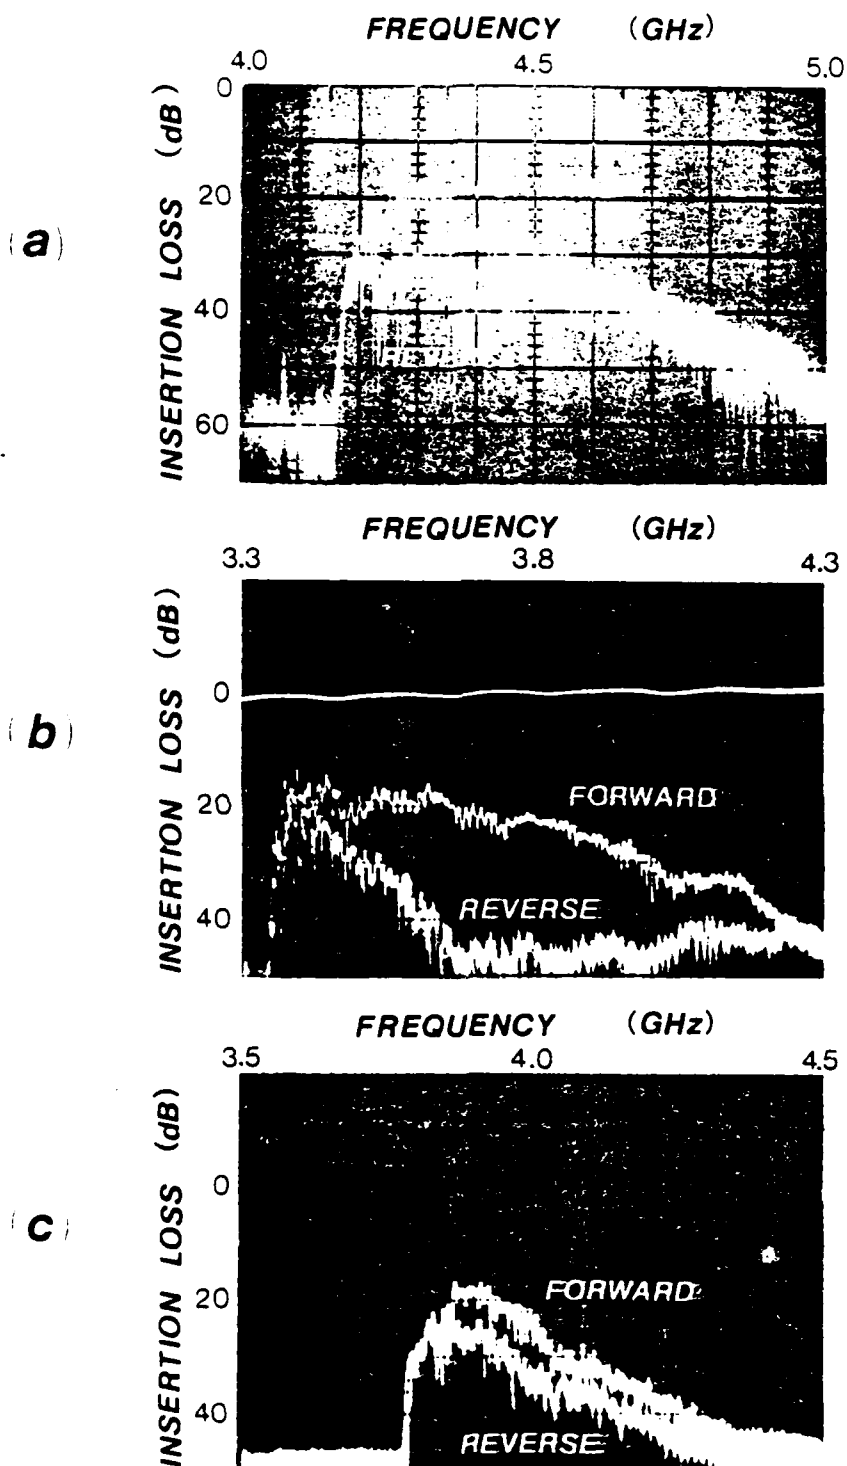 FREQUENCY (GHz)
4.0 4.5 5.0
(a)
INSERTION LOSS (dB)
0
20
40
60
FREQUENCY (GHz)
3.3 3.8 4.3
(b)
INSERTION LOSS (dB)
0
20
40
FORWARD
REVERSE
FREQUENCY (GHz)
3.5 4.0 4.5
(c)
INSERTION LOSS (dB)
0
20
40
FORWARD
REVERSE